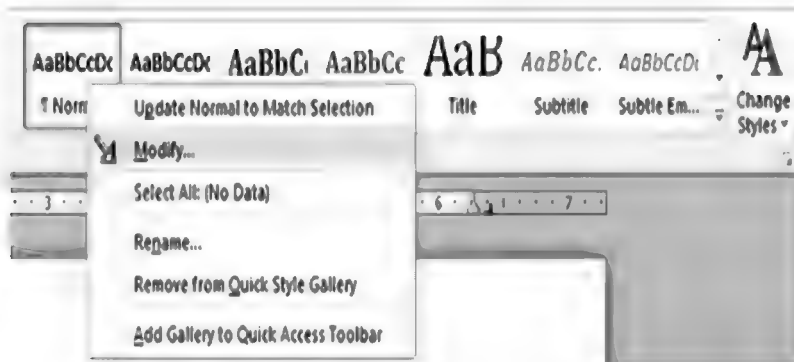 AaBbCcDc AaBbCcDc AaBbC AaBbCc AaB AaBbCc. AaBbCcDc
¶ Norm Title Subtitle Subtle Em... Change Styles
Update Normal to Match Selection
Modify...
Select All: (No Data)
3 6 1 7
Rename...
Remove from Quick Style Gallery
Add Gallery to Quick Access Toolbar